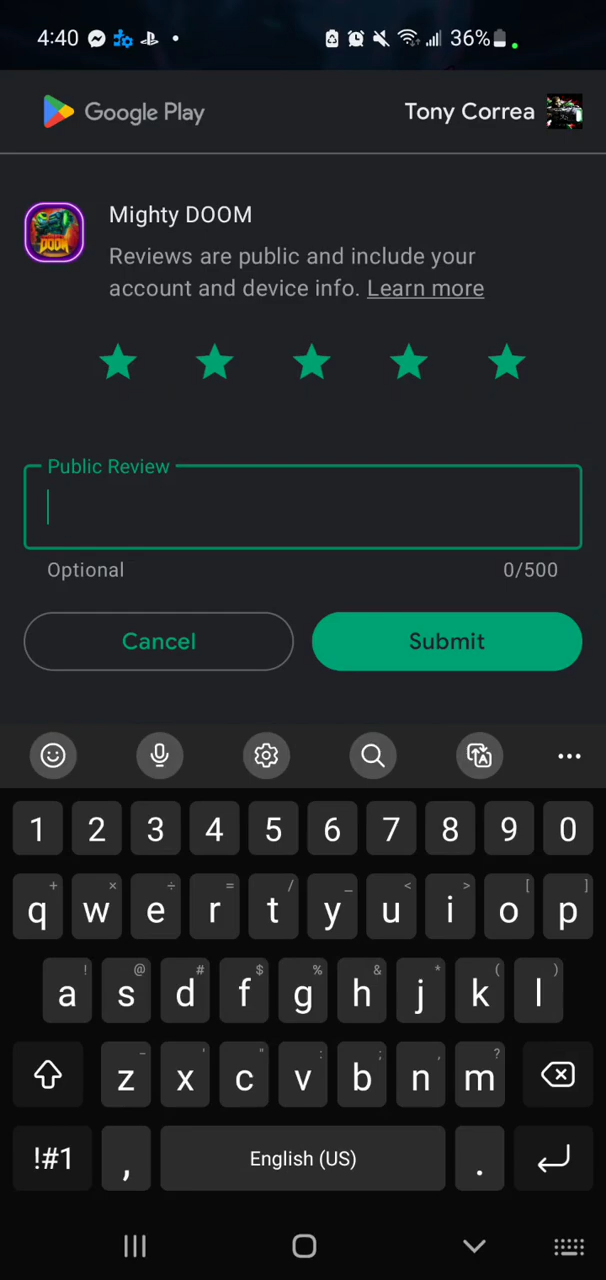 4:40 36%
Google Play Tony Correa
Mighty DOOM
DOOM
Reviews are public and include your
account and device info. Learn more
Public Review
Optional 0/500
Cancel Submit
1 2 3 4 5 6 7 8 9 0
+ × ÷ = / _ < > [ ]
q w e r t y u i o p
! @ # $ % & * ( )
a s d f g h j k l
- ' " : ; , ?
z x c v b n m
!#1 , English (US) .